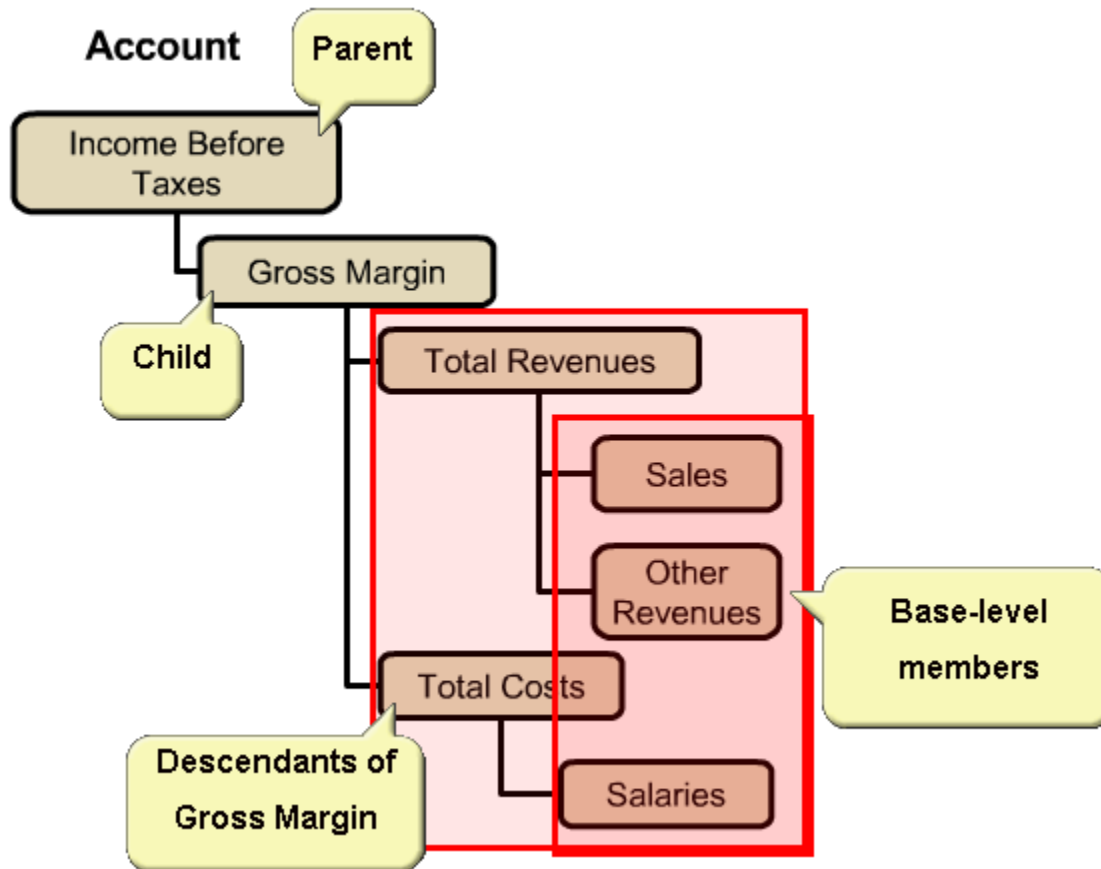 Account
Parent
Income Before
Taxes
Gross Margin
Child
Total Revenues
Sales
Other
Revenues
Base-level
members
Total Costs
Descendants of
Gross Margin
Salaries